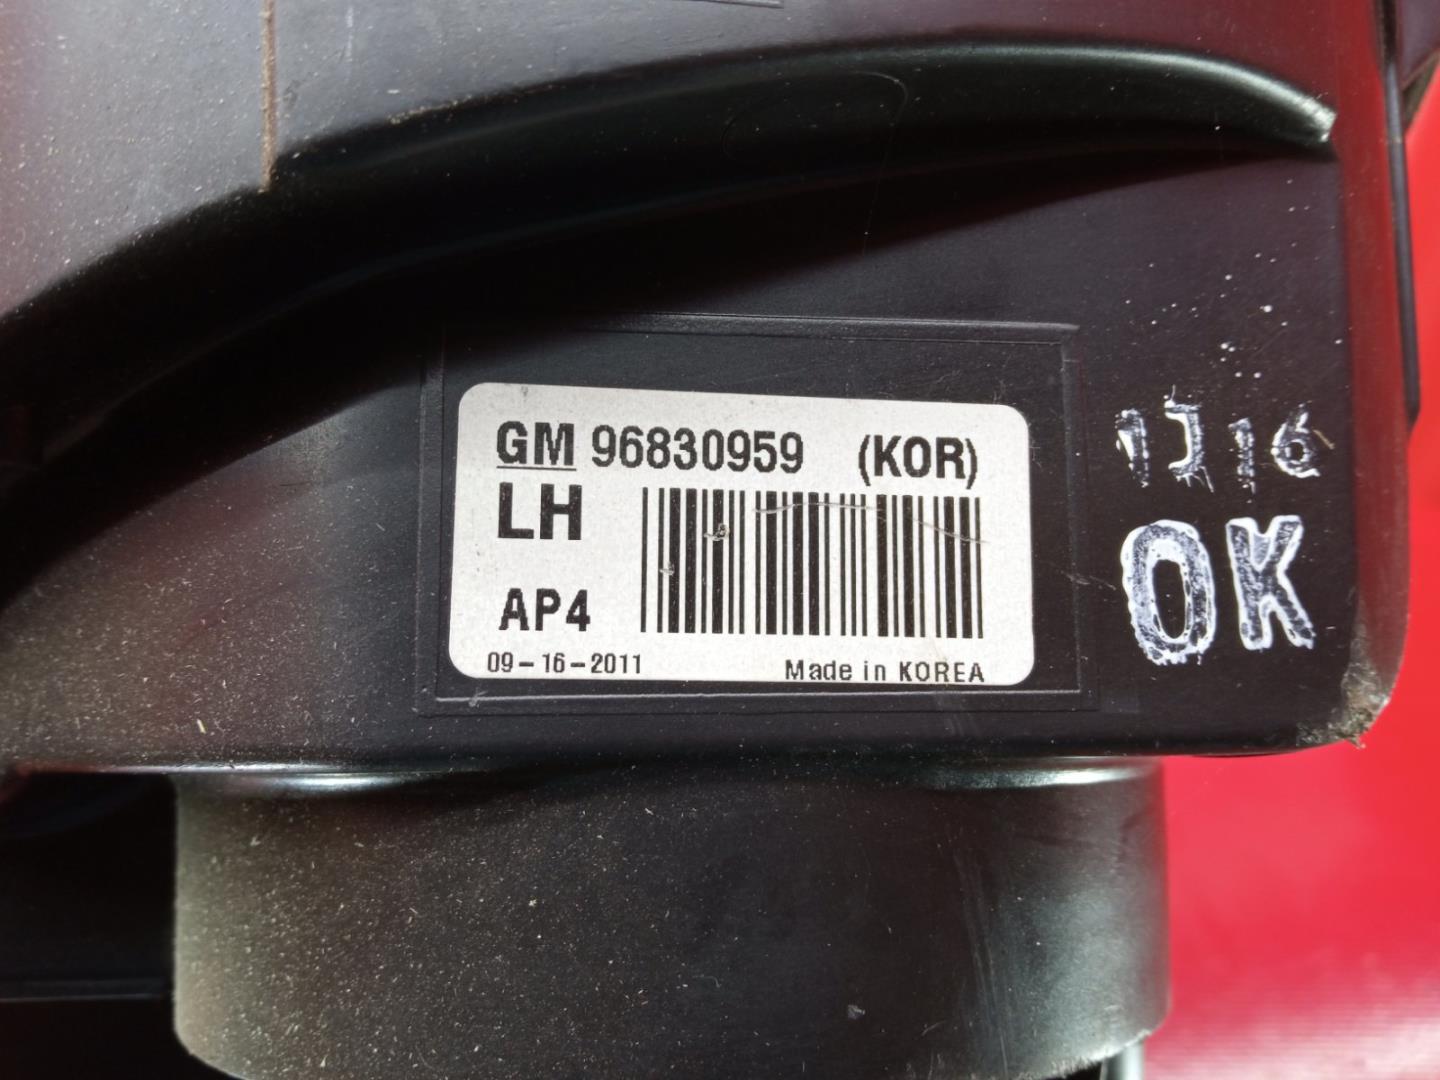 GM 96830959 (KOR)
LH
AP4
09-16-2011
Made in KOREA
OK